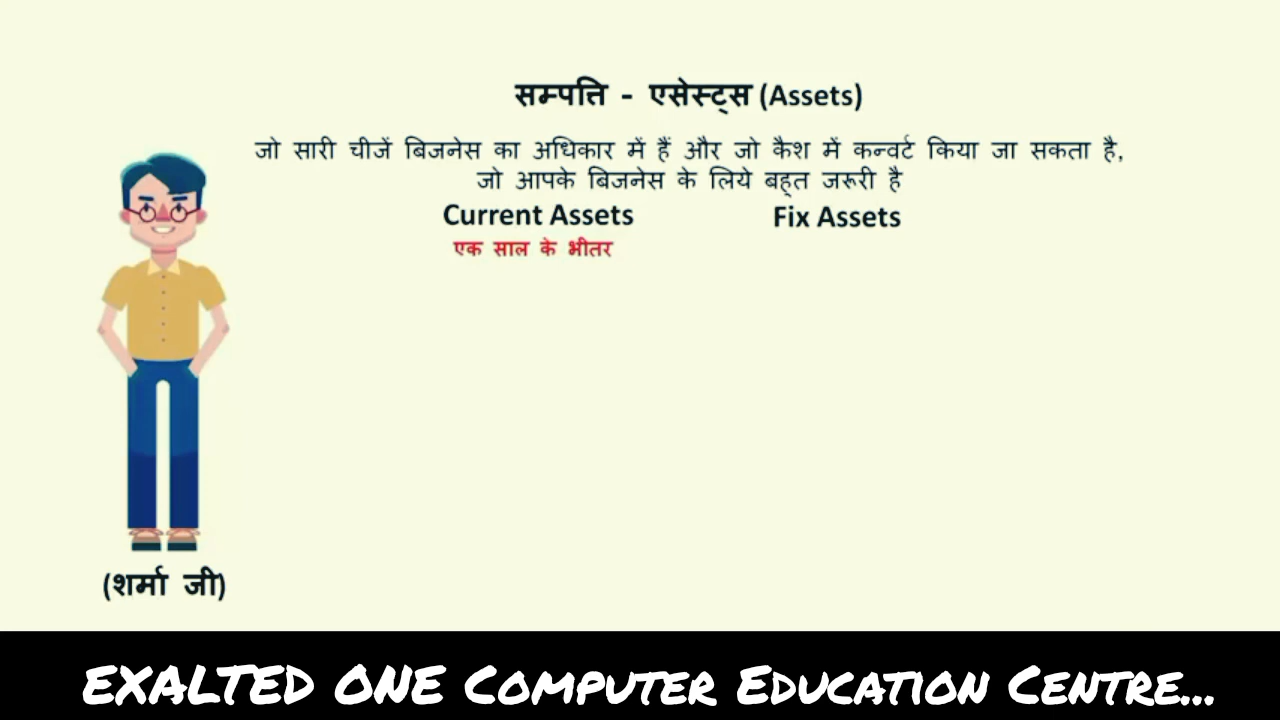 सम्पत्ति - एसेस्ट्स (Assets)
जो सारी चीजें बिजनेस का अधिकार में हैं और जो कैश में कन्वर्ट किया जा सकता है,
जो आपके बिजनेस के लिये बहुत जरूरी है
Current Assets Fix Assets
एक साल के भीतर
(शर्मा जी)
EXALTED ONE COMPUTER EDUCATION CENTRE...